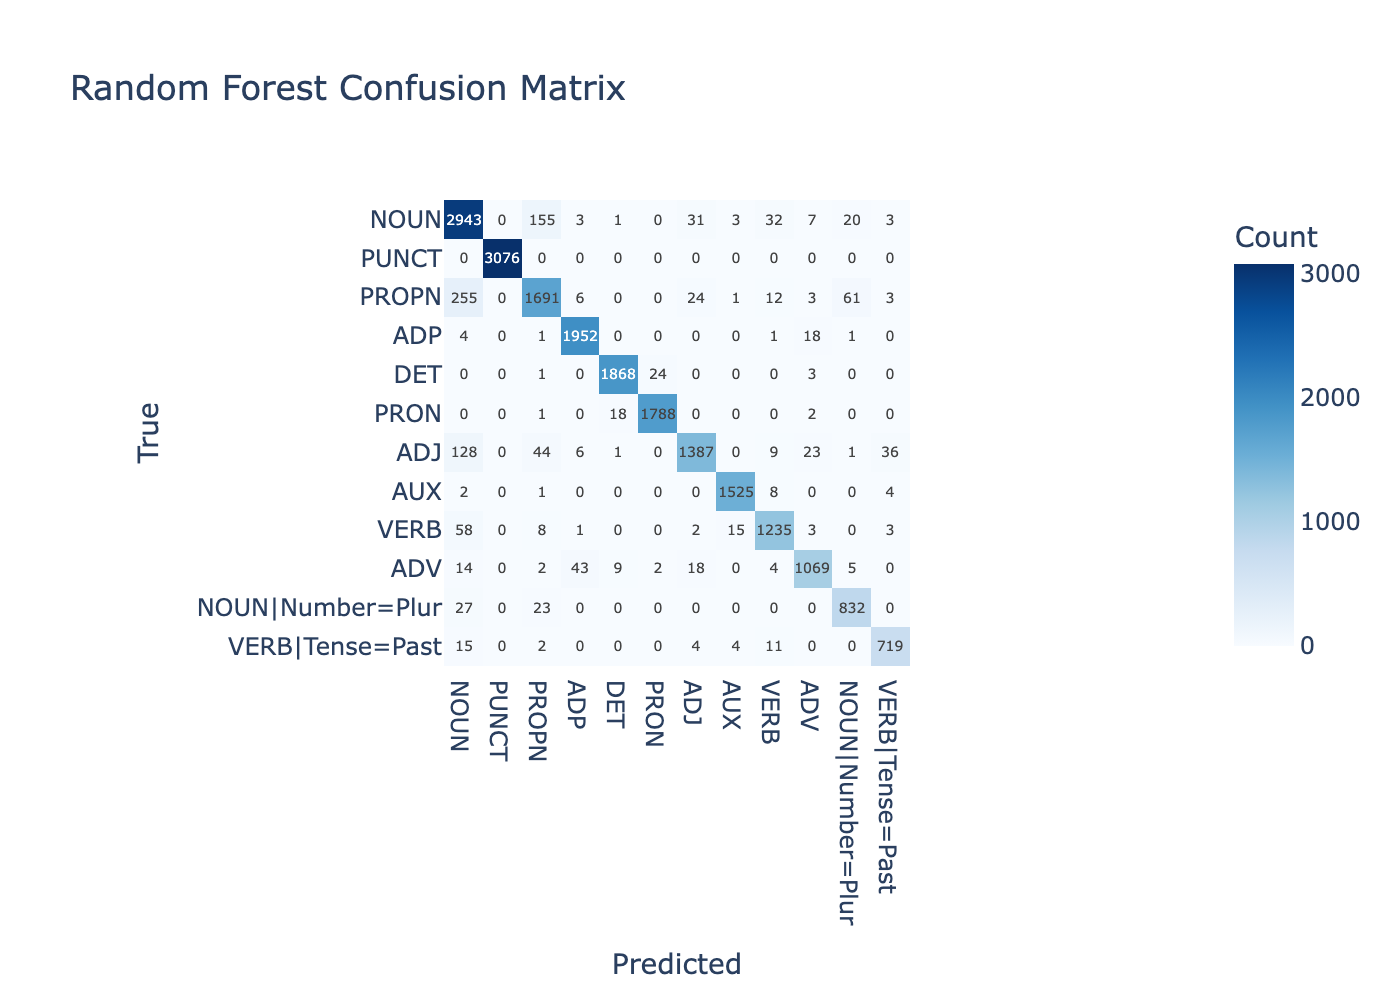 Random Forest Confusion Matrix
Count
NOUN 2943 0 155 3 1 0 31 3 32 7 20 3
PUNCT 0 3076 0 0 0 0 0 0 0 0 0 0
PROPN 255 0 1691 6 0 0 24 1 12 3 61 3
ADP 4 0 1 1952 0 0 0 0 1 18 1 0
DET 0 0 1 0 1868 24 0 0 0 3 0 0
PRON 0 0 1 0 18 1788 0 0 0 2 0 0
ADJ 128 0 44 6 1 0 1387 0 9 23 1 36
AUX 2 0 1 0 0 0 0 1525 8 0 0 4
VERB 58 0 8 1 0 0 2 15 1235 3 0 3
ADV 14 0 2 43 9 2 18 0 4 1069 5 0
NOUN|Number=Plur 27 0 23 0 0 0 0 0 0 0 832 0
VERB|Tense=Past 15 0 2 0 0 0 4 4 11 0 0 719
True
3000
2000
1000
0
NOUN
PUNCT
PROPN
ADP
DET
PRON
ADJ
AUX
VERB
ADV
NOUN|Number=Plur
VERB|Tense=Past
Predicted